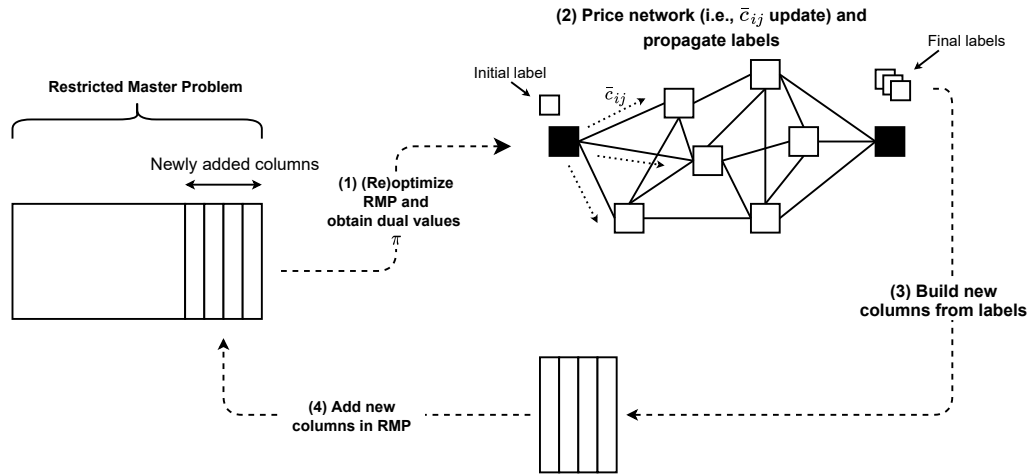 (2) Price network (i.e., c̄ij update) and
propagate labels
Initial label
Final labels
c̄ij
Restricted Master Problem
Newly added columns
(1) (Re)optimize
RMP and
obtain dual values
π
(3) Build new
columns from labels
(4) Add new
columns in RMP